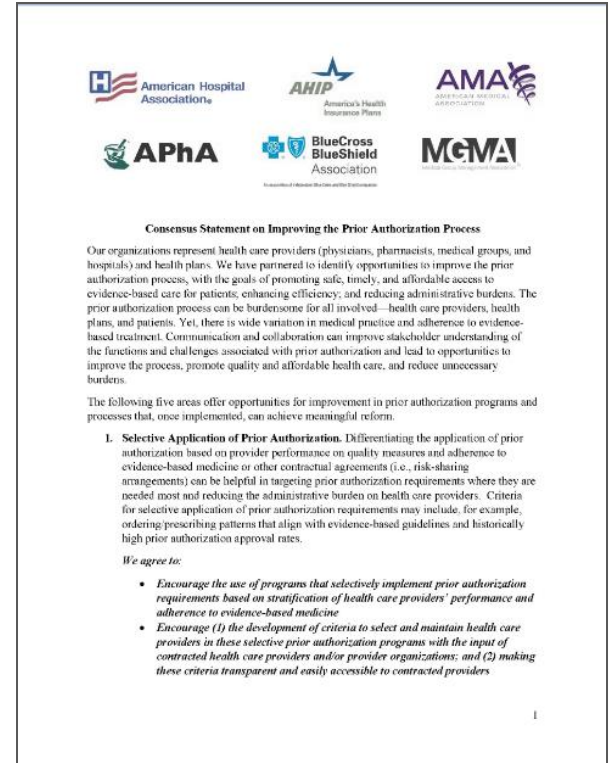 American Hospital
Association
AHIP
America's Health
Insurance Plans
AMA
AMERICAN MEDICAL
ASSOCIATION
APhA
BlueCross
BlueShield
Association
MGMA
Consensus Statement on Improving the Prior Authorization Process
Our organizations represent health care providers (physicians, pharmacists, medical groups, and
hospitals) and health plans. We have partnered to identify opportunities to improve the prior
authorization process, with the goals of promoting safe, timely, and affordable access to
evidence-based care for patients; enhancing efficiency; and reducing administrative burdens. The
prior authorization process can be burdensome for all involved—health care providers, health
plans, and patients. Yet, there is wide variation in medical practice and adherence to evidence-
based treatment. Communication and collaboration can improve stakeholder understanding of
the functions and challenges associated with prior authorization and lead to opportunities to
improve the process, promote quality and affordable health care, and reduce unnecessary
burdens.
The following five areas offer opportunities for improvement in prior authorization programs and
processes that, once implemented, can achieve meaningful reform.
1. Selective Application of Prior Authorization. Differentiating the application of prior
authorization based on provider performance on quality measures and adherence to
evidence-based medicine or other contractual agreements (i.e., risk-sharing
arrangements) can be helpful in targeting prior authorization requirements where they are
needed most and reducing the administrative burden on health care providers. Criteria
for selective application of prior authorization requirements may include, for example,
ordering/prescribing patterns that align with evidence-based guidelines and historically
high prior authorization approval rates.
We agree to:
• Encourage the use of programs that selectively implement prior authorization
requirements based on stratification of health care providers' performance and
adherence to evidence-based medicine
• Encourage (1) the development of criteria to select and maintain health care
providers in these selective prior authorization programs with the input of
contracted health care providers and/or provider organizations; and (2) making
these criteria transparent and easily accessible to contracted providers
1